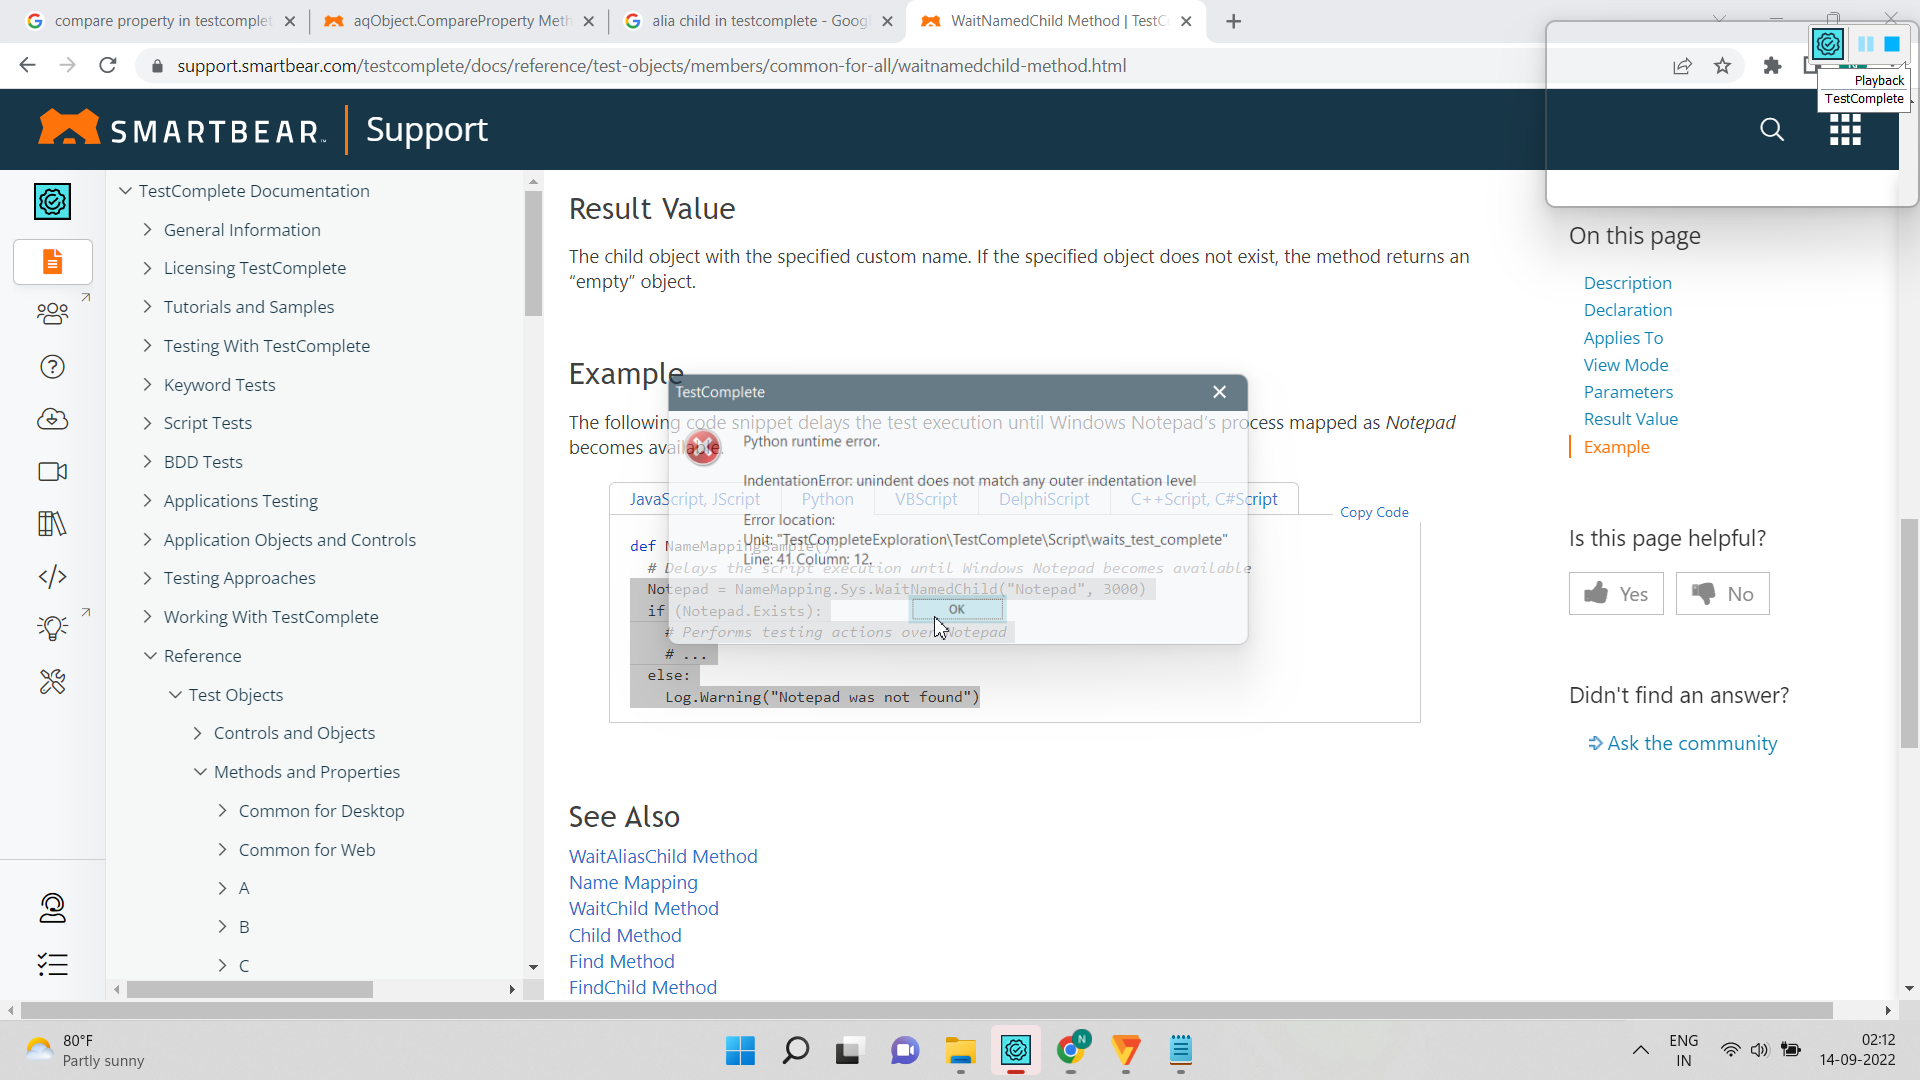 compare property in testcomplet
aqObject.CompareProperty Meth
alia child in testcomplete - Goog
WaitNamedChild Method | TestC
support.smartbear.com/testcomplete/docs/reference/test-objects/members/common-for-all/waitnamedchild-method.html
Playback
TestComplete
SMARTBEAR
Support
TestComplete Documentation
General Information
Licensing TestComplete
Tutorials and Samples
Testing With TestComplete
Keyword Tests
Script Tests
BDD Tests
Applications Testing
Application Objects and Controls
Testing Approaches
Working With TestComplete
Reference
Test Objects
Controls and Objects
Methods and Properties
Common for Desktop
Common for Web
A
B
C
Result Value
The child object with the specified custom name. If the specified object does not exist, the method returns an
“empty” object.
Example
The following code snippet delays the test execution until Windows Notepad’s process mapped as Notepad
becomes available.
JavaScript, JScript
Python
VBScript
DelphiScript
C++Script, C#Script
Copy Code
def NameMappingSample():
# Delays the script execution until Windows Notepad becomes available
Notepad = NameMapping.Sys.WaitNamedChild("Notepad", 3000)
if (Notepad.Exists):
# Performs testing actions over Notepad
# ...
else:
Log.Warning("Notepad was not found")
TestComplete
Python runtime error.
IndentationError: unindent does not match any outer indentation level
Error location:
Unit: "TestCompleteExploration\TestComplete\Script\waits_test_complete"
Line: 41 Column: 12.
OK
See Also
WaitAliasChild Method
Name Mapping
WaitChild Method
Child Method
Find Method
FindChild Method
On this page
Description
Declaration
Applies To
View Mode
Parameters
Result Value
Example
Is this page helpful?
Yes
No
Didn't find an answer?
Ask the community
80°F
Partly sunny
N
ENG
IN
02:12
14-09-2022